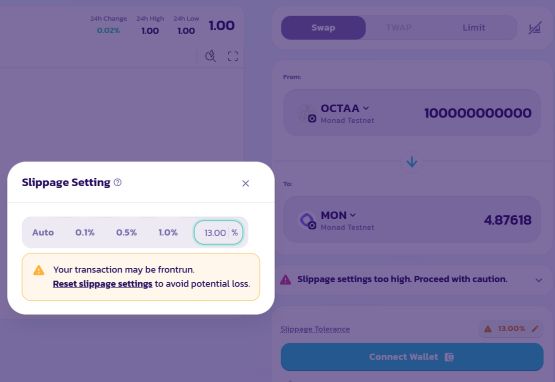 24h Change
0.02%
24h High
1.00
24h Low
1.00
1.00
Swap
TWAP
Limit
From:
OCTAA
Monad Testnet
100000000000
To:
MON
Monad Testnet
4.87618
Slippage settings too high. Proceed with caution.
Slippage Tolerance
13.00%
Connect Wallet
Slippage Setting
Auto
0.1%
0.5%
1.0%
13.00 %
Your transaction may be frontrun.
Reset slippage settings to avoid potential loss.